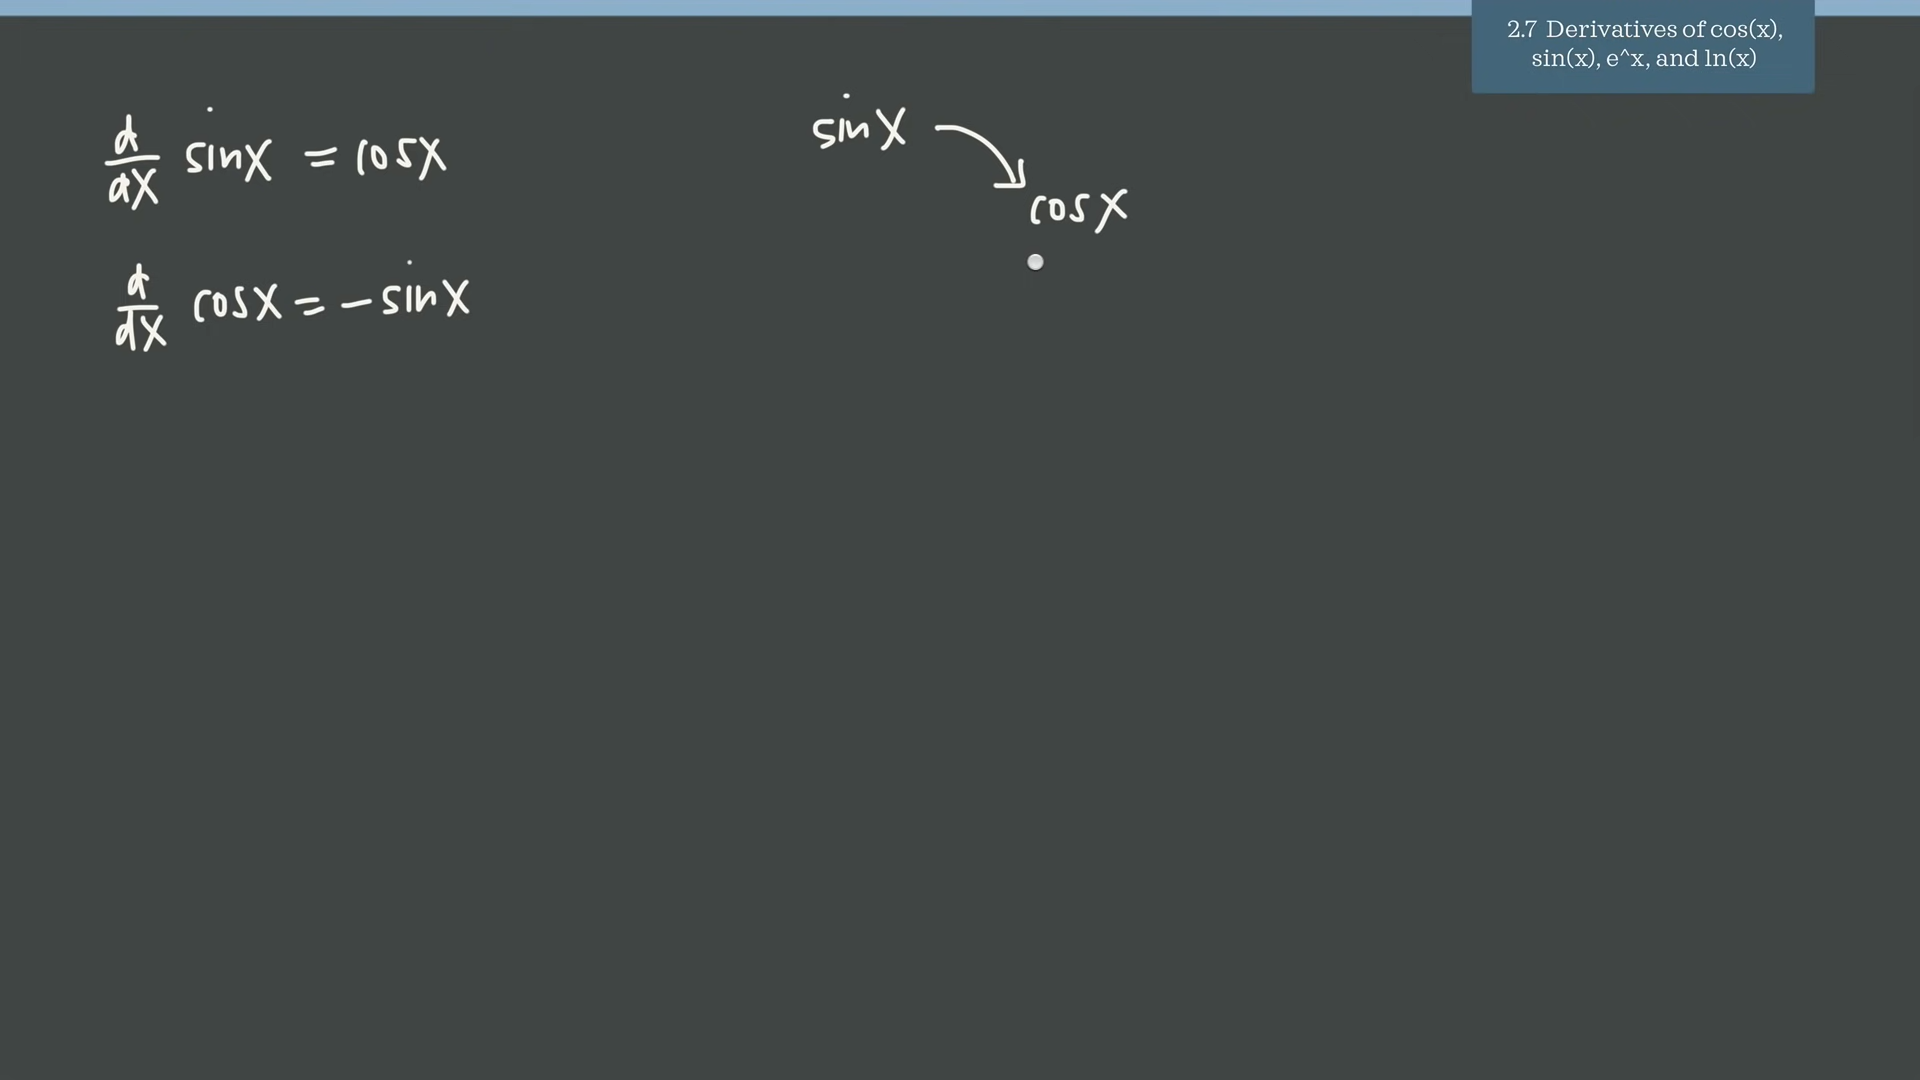 2.7 Derivatives of cos(x),
sin(x), e^x, and ln(x)
d/dx sinx = cosx
d/dx cosx = -sinx
sinx
cosx